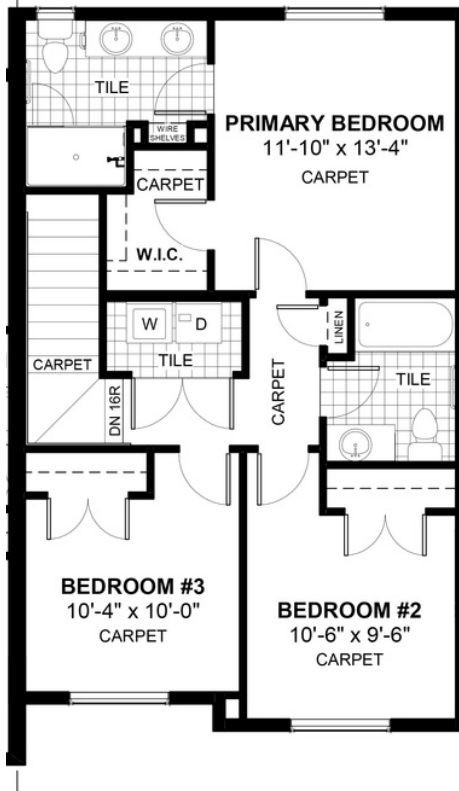 TILE
WIRE
SHELVES
PRIMARY BEDROOM
11'-10" x 13'-4"
CARPET
CARPET
W.I.C.
W
D
TILE
LINEN
CARPET
CARPET
TILE
DN 16R
BEDROOM #3
10'-4" x 10'-0"
CARPET
BEDROOM #2
10'-6" x 9'-6"
CARPET